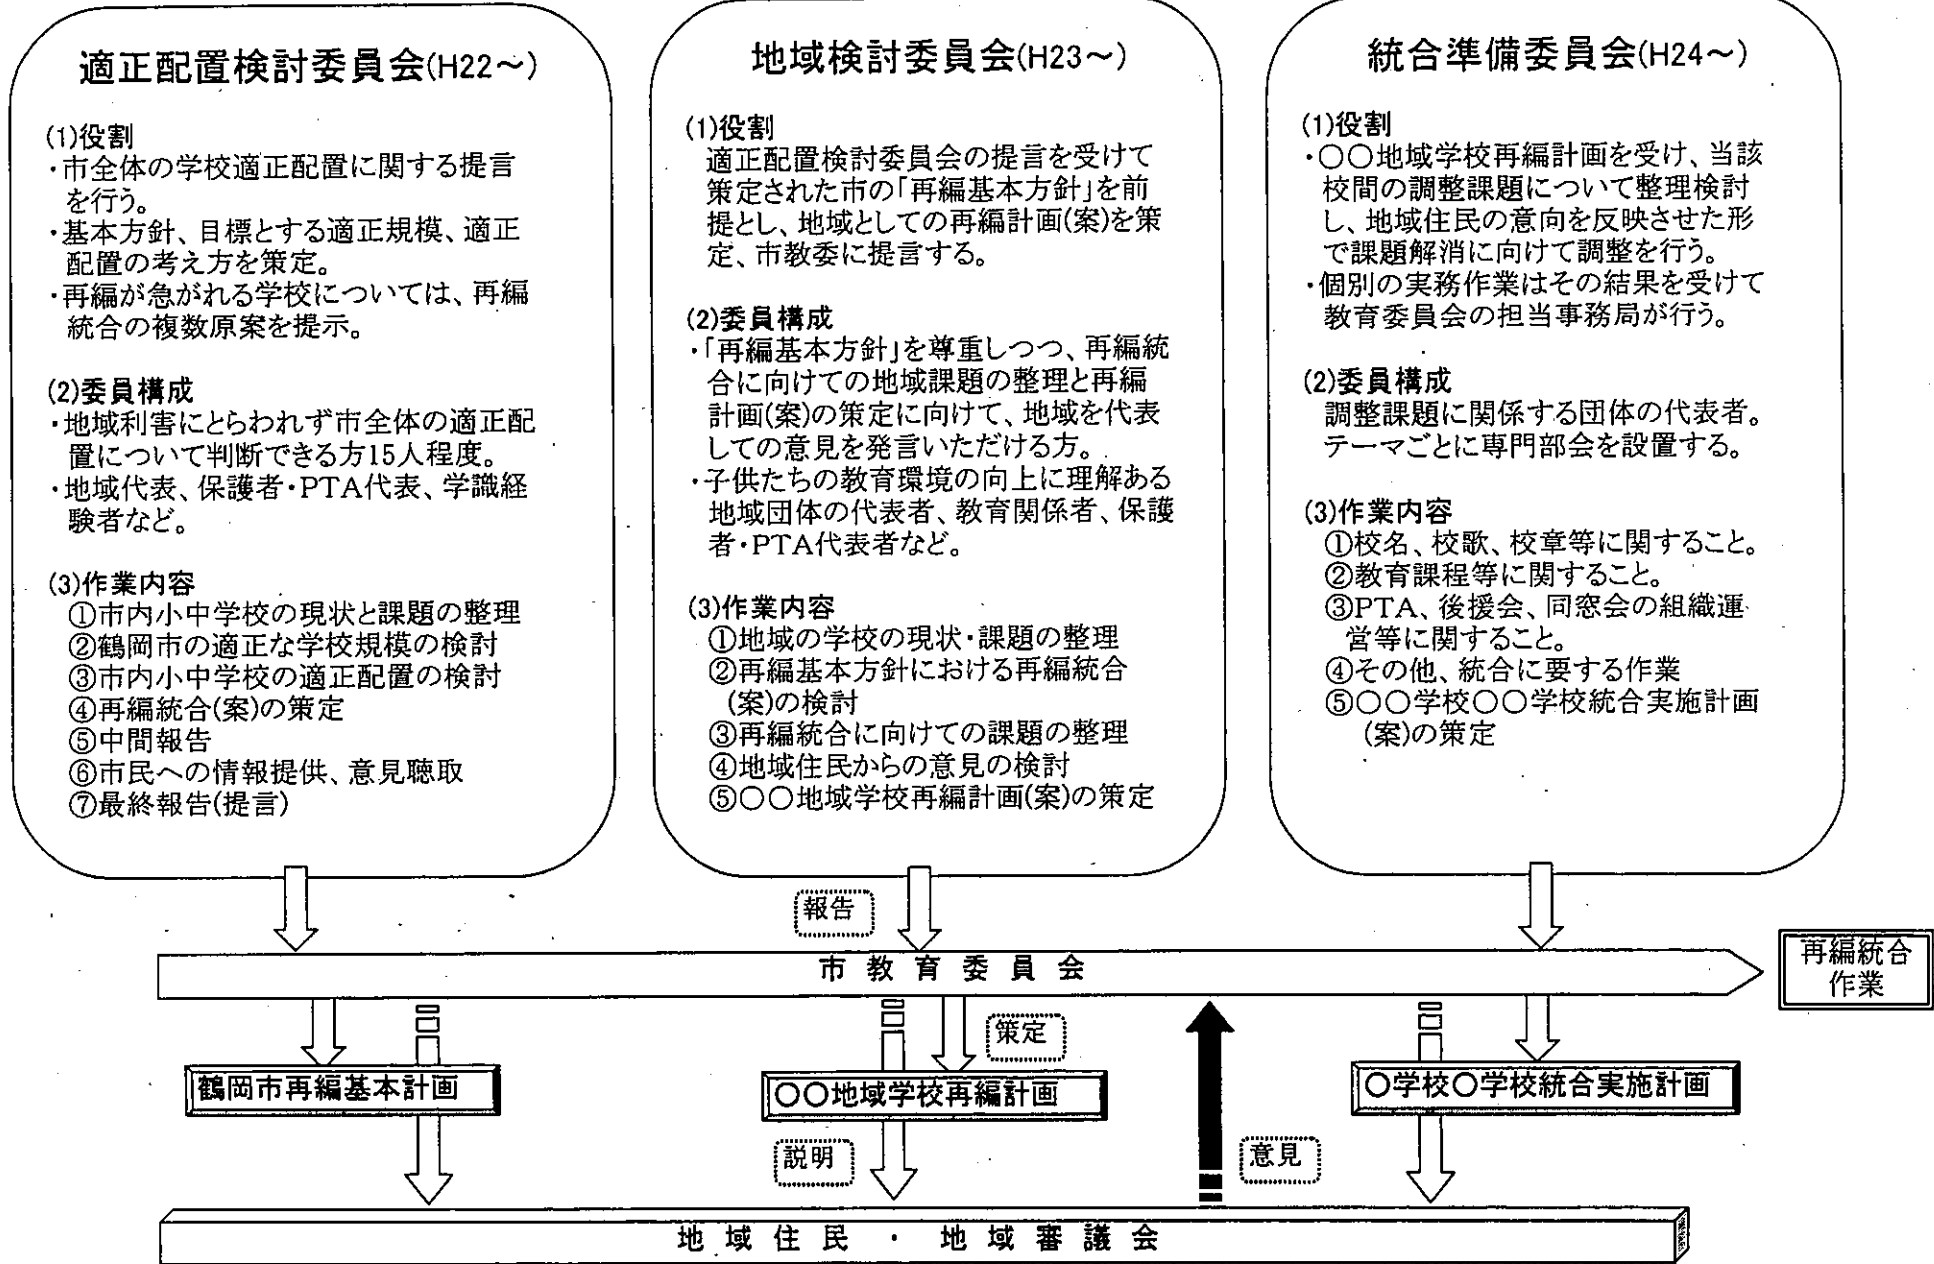 適正配置検討委員会(H22～)
(1)役割
・市全体の学校適正配置に関する提言
を行う。
・基本方針、目標とする適正規模、適正
配置の考え方を策定。
・再編が急がれる学校については、再編
統合の複数原案を提示。
(2)委員構成
・地域利害にとらわれず市全体の適正配
置について判断できる方15人程度。
・地域代表、保護者・PTA代表、学識経
験者など。
(3)作業内容
①市内小中学校の現状と課題の整理
②鶴岡市の適正な学校規模の検討
③市内小中学校の適正配置の検討
④再編統合(案)の策定
⑤中間報告
⑥市民への情報提供、意見聴取
⑦最終報告(提言)
地域検討委員会(H23～)
(1)役割
適正配置検討委員会の提言を受けて
策定された市の「再編基本方針」を前
提とし、地域としての再編計画(案)を策
定、市教委に提言する。
(2)委員構成
・「再編基本方針」を尊重しつつ、再編統
合に向けての地域課題の整理と再編
計画(案)の策定に向けて、地域を代表
しての意見を発言いただける方。
・子供たちの教育環境の向上に理解ある
地域団体の代表者、教育関係者、保護
者・PTA代表者など。
(3)作業内容
①地域の学校の現状・課題の整理
②再編基本方針における再編統合
(案)の検討
③再編統合に向けての課題の整理
④地域住民からの意見の検討
⑤〇〇地域学校再編計画(案)の策定
統合準備委員会(H24～)
(1)役割
・〇〇地域学校再編計画を受け、当該
校間の調整課題について整理検討
し、地域住民の意向を反映させた形
で課題解消に向けて調整を行う。
・個別の実務作業はその結果を受けて
教育委員会の担当事務局が行う。
(2)委員構成
調整課題に関係する団体の代表者。
テーマごとに専門部会を設置する。
(3)作業内容
①校名、校歌、校章等に関すること。
②教育課程等に関すること。
③PTA、後援会、同窓会の組織運
営等に関すること。
④その他、統合に要する作業
⑤〇〇学校〇〇学校統合実施計画
(案)の策定
報告
市教育委員会
再編統合
作業
策定
鶴岡市再編基本計画
〇〇地域学校再編計画
〇学校〇学校統合実施計画
説明
意見
地域住民・地域審議会